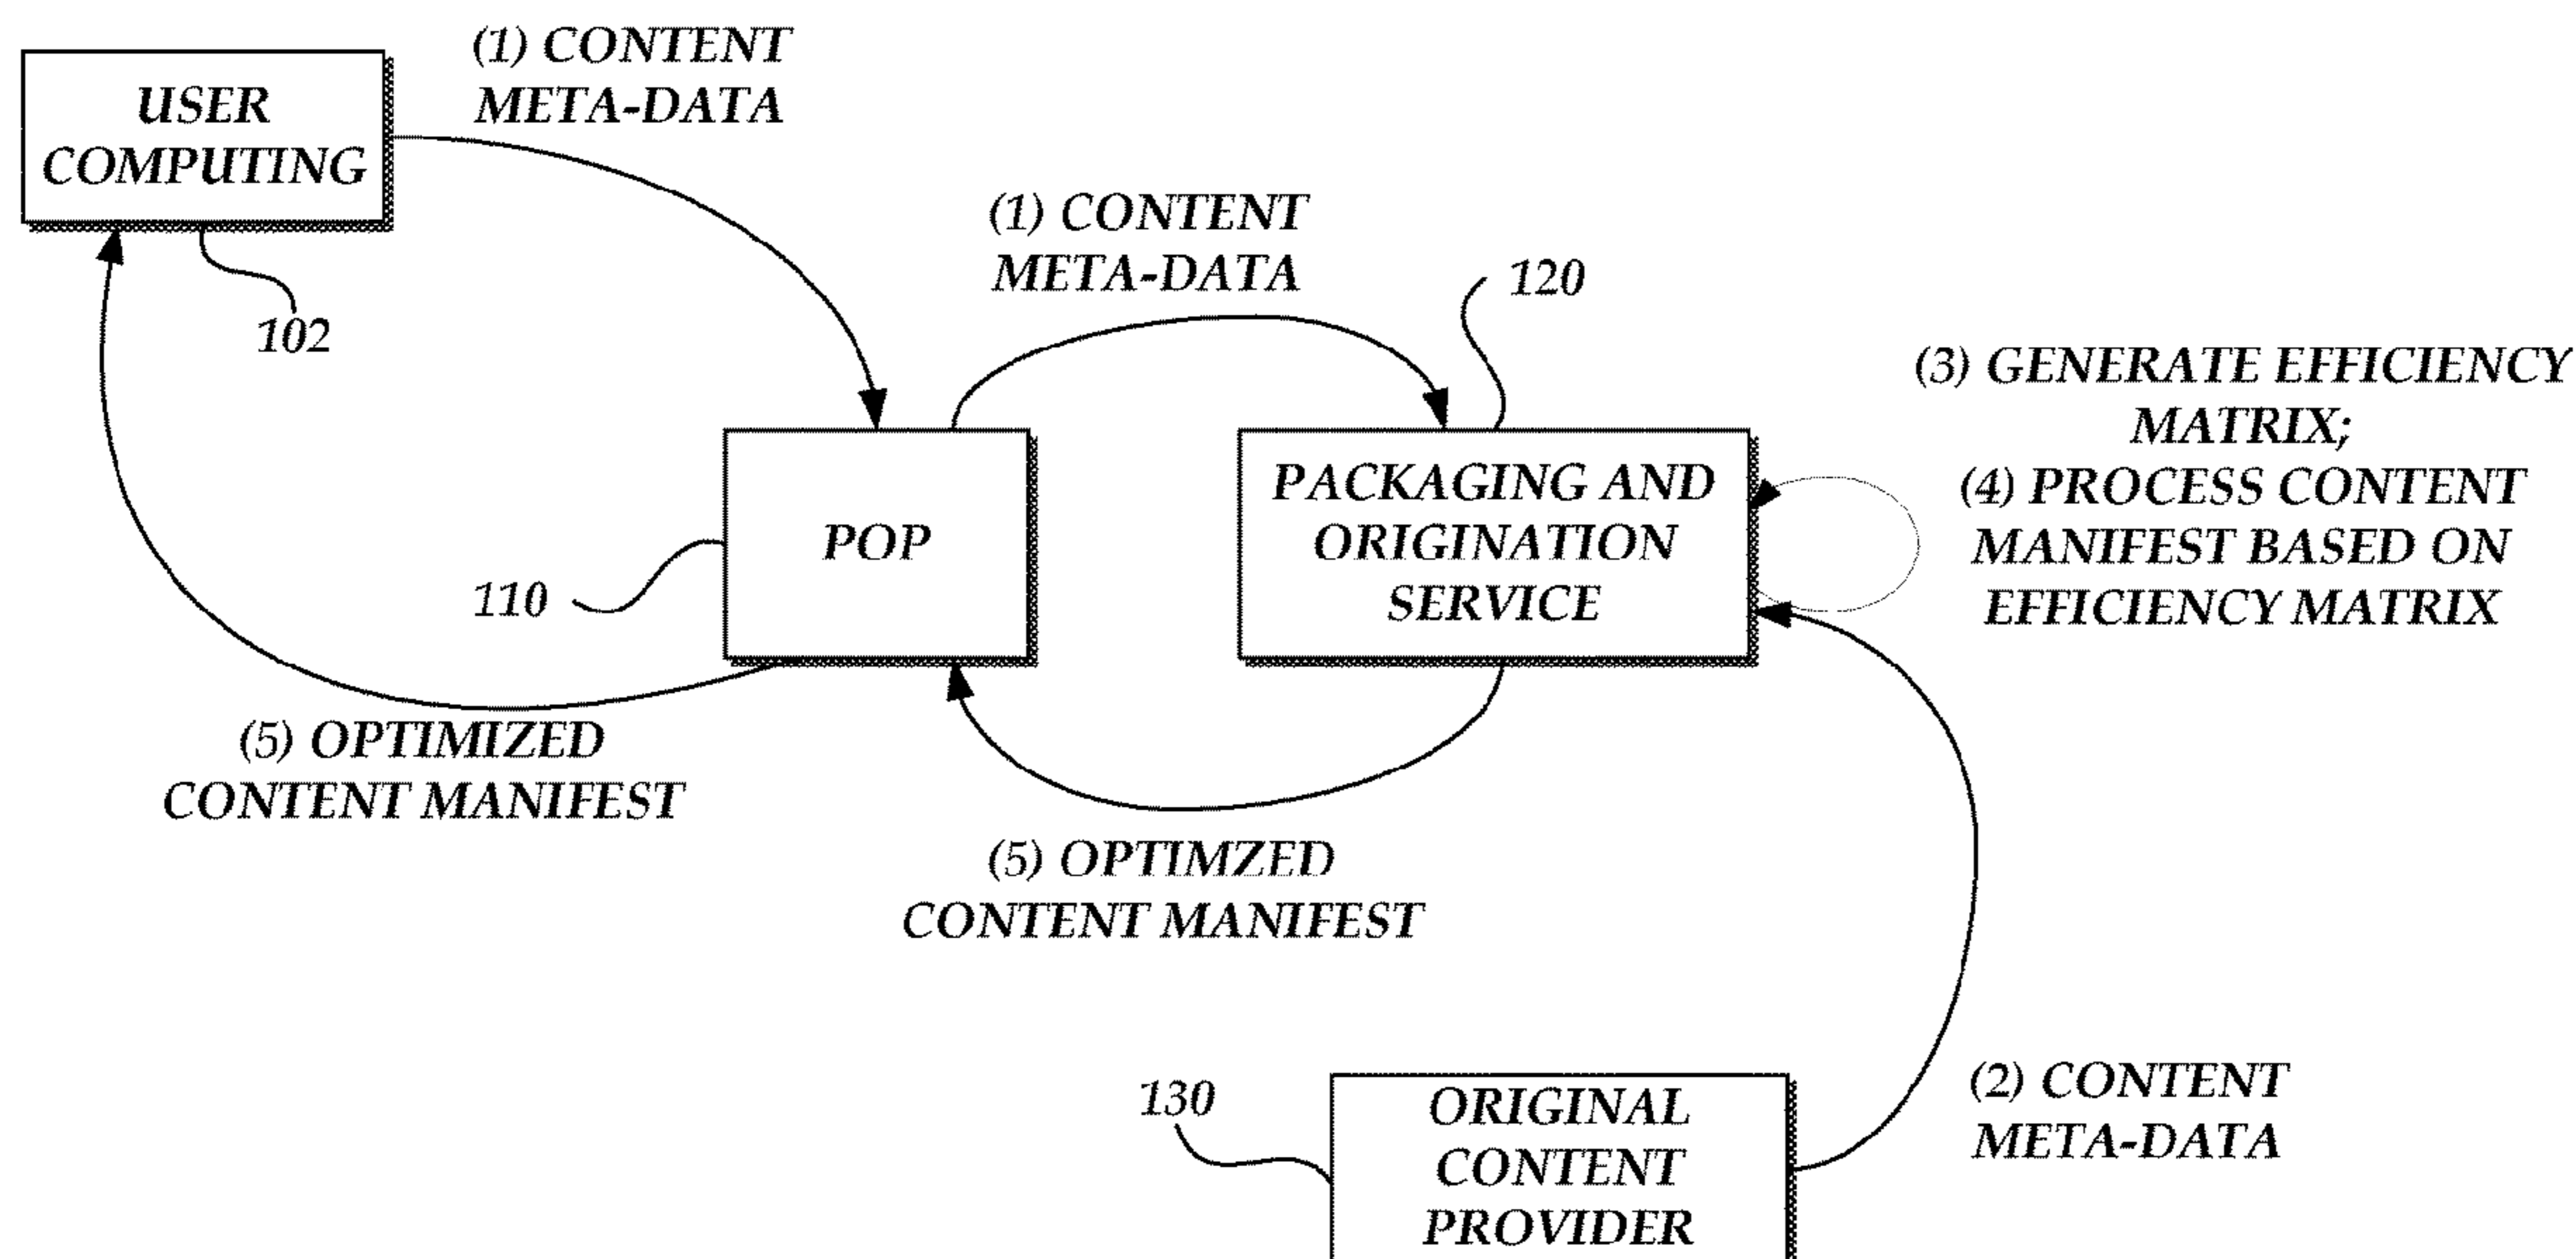 (1) CONTENT
META-DATA
USER
COMPUTING
102
(1) CONTENT
META-DATA
120
(3) GENERATE EFFICIENCY
MATRIX;
(4) PROCESS CONTENT
MANIFEST BASED ON
EFFICIENCY MATRIX
POP
110
PACKAGING AND
ORIGINATION
SERVICE
(5) OPTIMIZED
CONTENT MANIFEST
(5) OPTIMZED
CONTENT MANIFEST
130
ORIGINAL
CONTENT
PROVIDER
(2) CONTENT
META-DATA